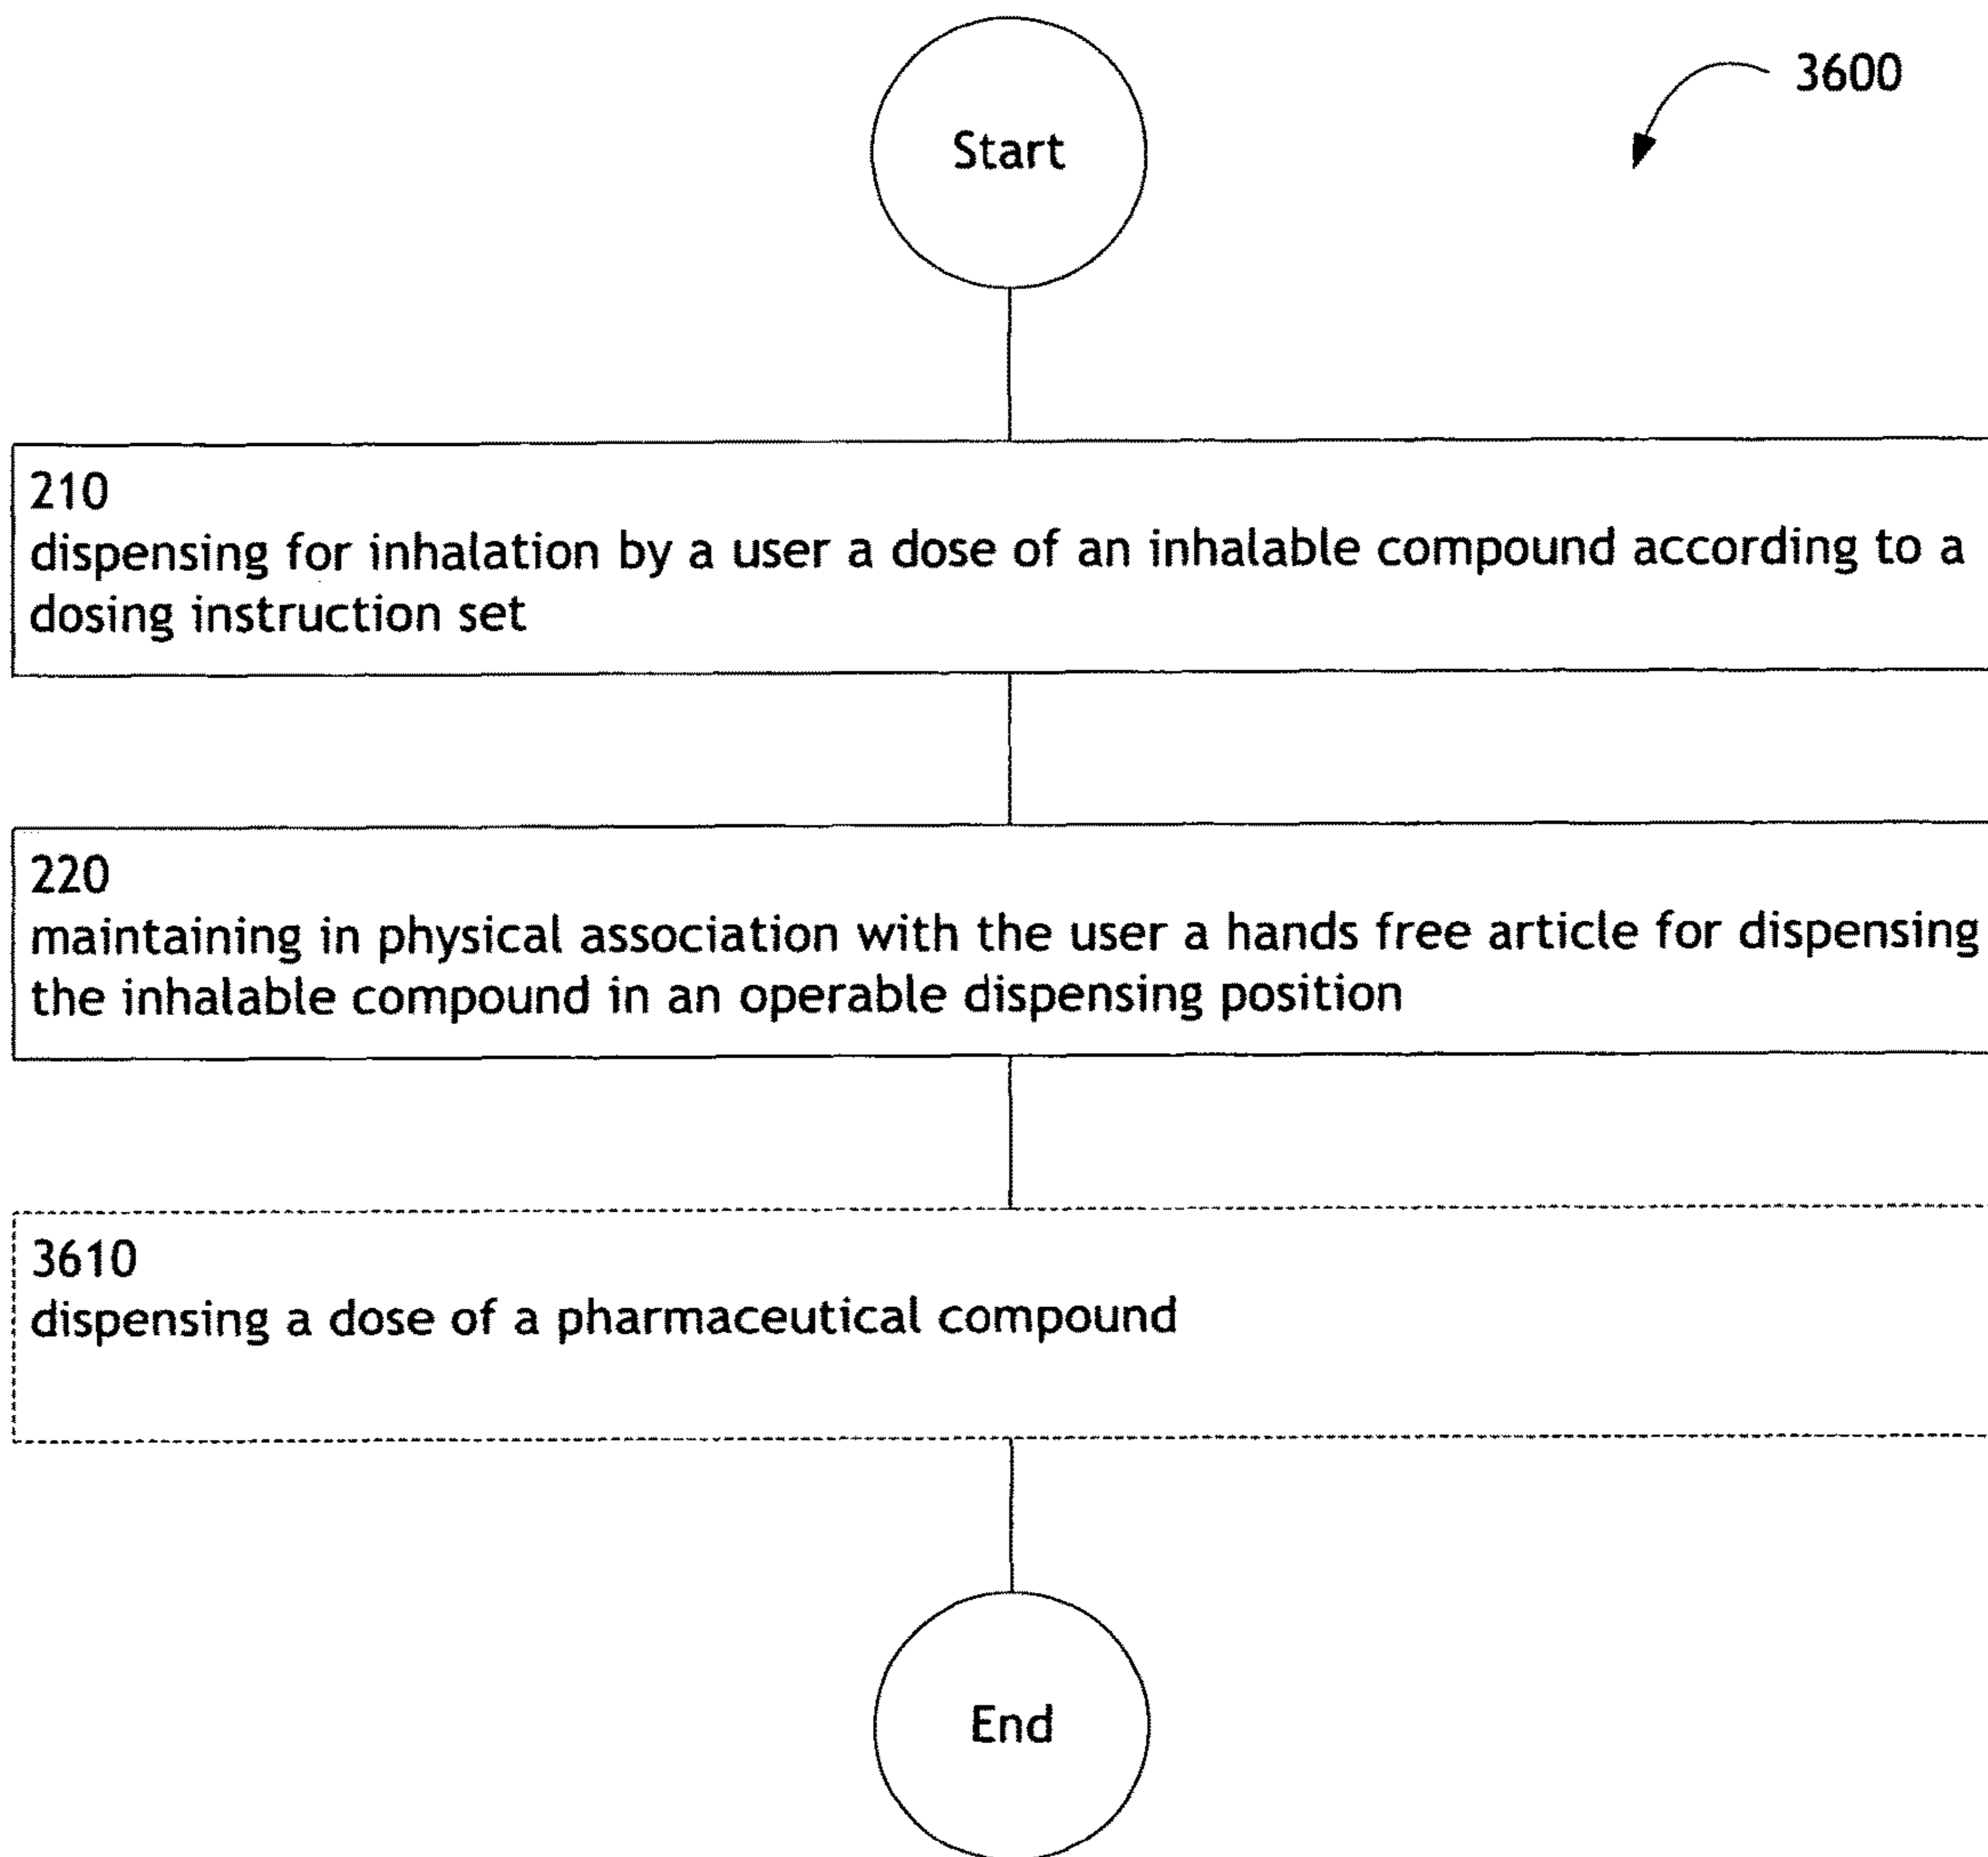 3600
Start
210
dispensing for inhalation by a user a dose of an inhalable compound according to a
dosing instruction set
220
maintaining in physical association with the user a hands free article for dispensing
the inhalable compound in an operable dispensing position
3610
dispensing a dose of a pharmaceutical compound
End